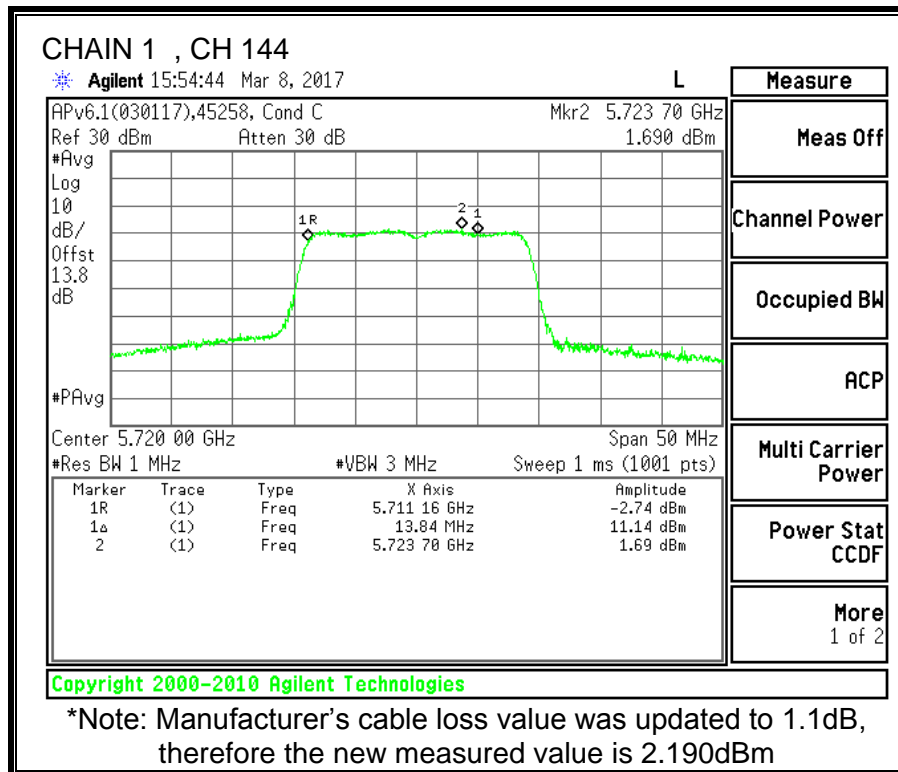 CHAIN 1 , CH 144
Agilent 15:54:44 Mar 8, 2017 L
Measure
APv6.1(030117),45258, Cond C Mkr2 5.723 70 GHz
Ref 30 dBm Atten 30 dB 1.690 dBm
Meas Off
#Avg
Log
10
dB/
Offst
13.8
dB
1R
2
1
Channel Power
Occupied BW
ACP
#PAvg
Center 5.720 00 GHz Span 50 MHz
#Res BW 1 MHz #VBW 3 MHz Sweep 1 ms (1001 pts)
Multi Carrier
Power
Marker Trace Type X Axis Amplitude
1R (1) Freq 5.711 16 GHz -2.74 dBm
1Δ (1) Freq 13.84 MHz 11.14 dBm
2 (1) Freq 5.723 70 GHz 1.69 dBm
Power Stat
CCDF
More
1 of 2
Copyright 2000-2010 Agilent Technologies
*Note: Manufacturer's cable loss value was updated to 1.1dB,
therefore the new measured value is 2.190dBm